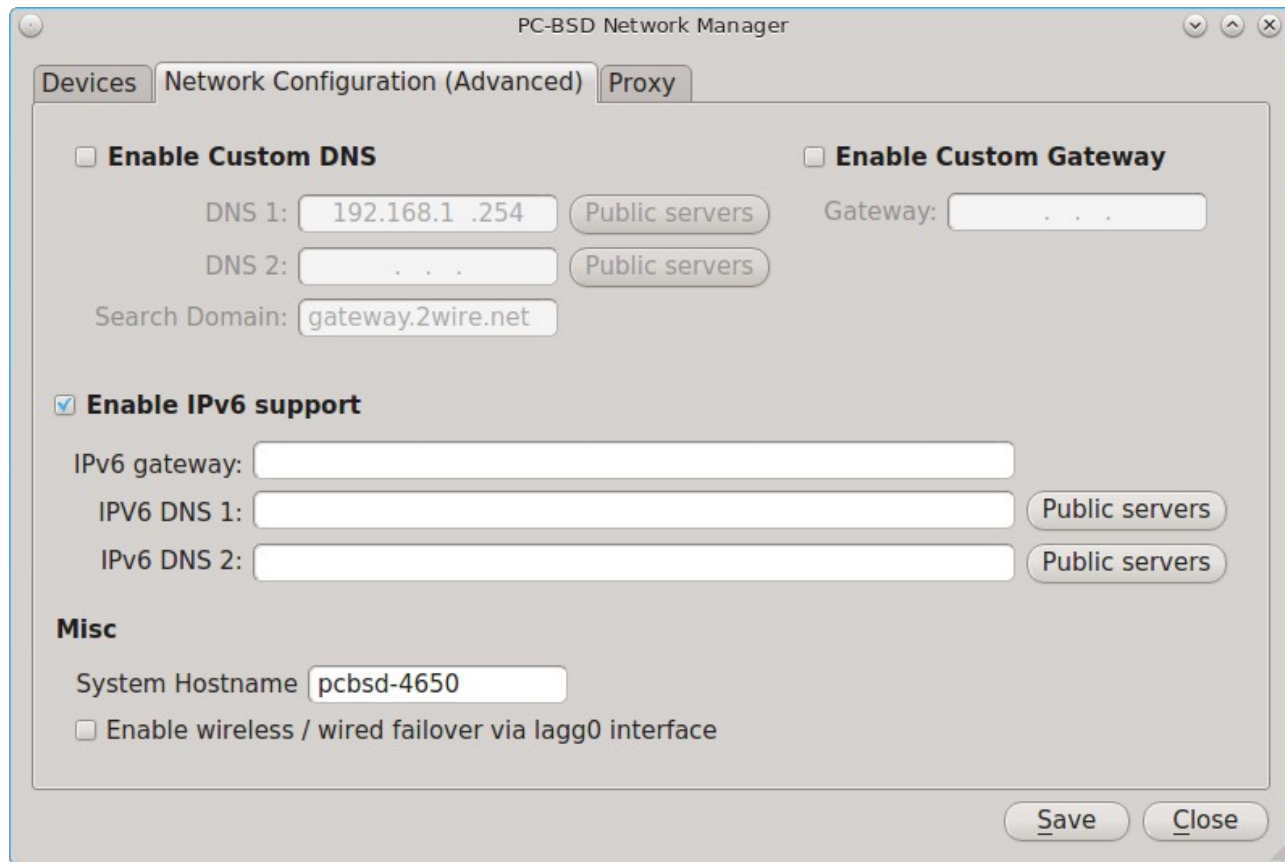 PC-BSD Network Manager
Devices Network Configuration (Advanced) Proxy
Enable Custom DNS
DNS 1: 192.168.1 .254 Public servers
DNS 2: . . . Public servers
Search Domain: gateway.2wire.net
Enable Custom Gateway
Gateway: . . .
Enable IPv6 support
IPv6 gateway:
IPV6 DNS 1: Public servers
IPv6 DNS 2: Public servers
Misc
System Hostname pcbsd-4650
Enable wireless / wired failover via lagg0 interface
Save Close